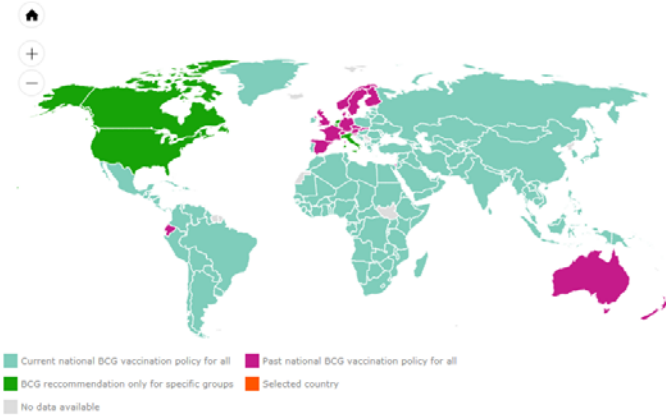 Current national BCG vaccination policy for all
Past national BCG vaccination policy for all
BCG reccommendation only for specific groups
Selected country
No data available